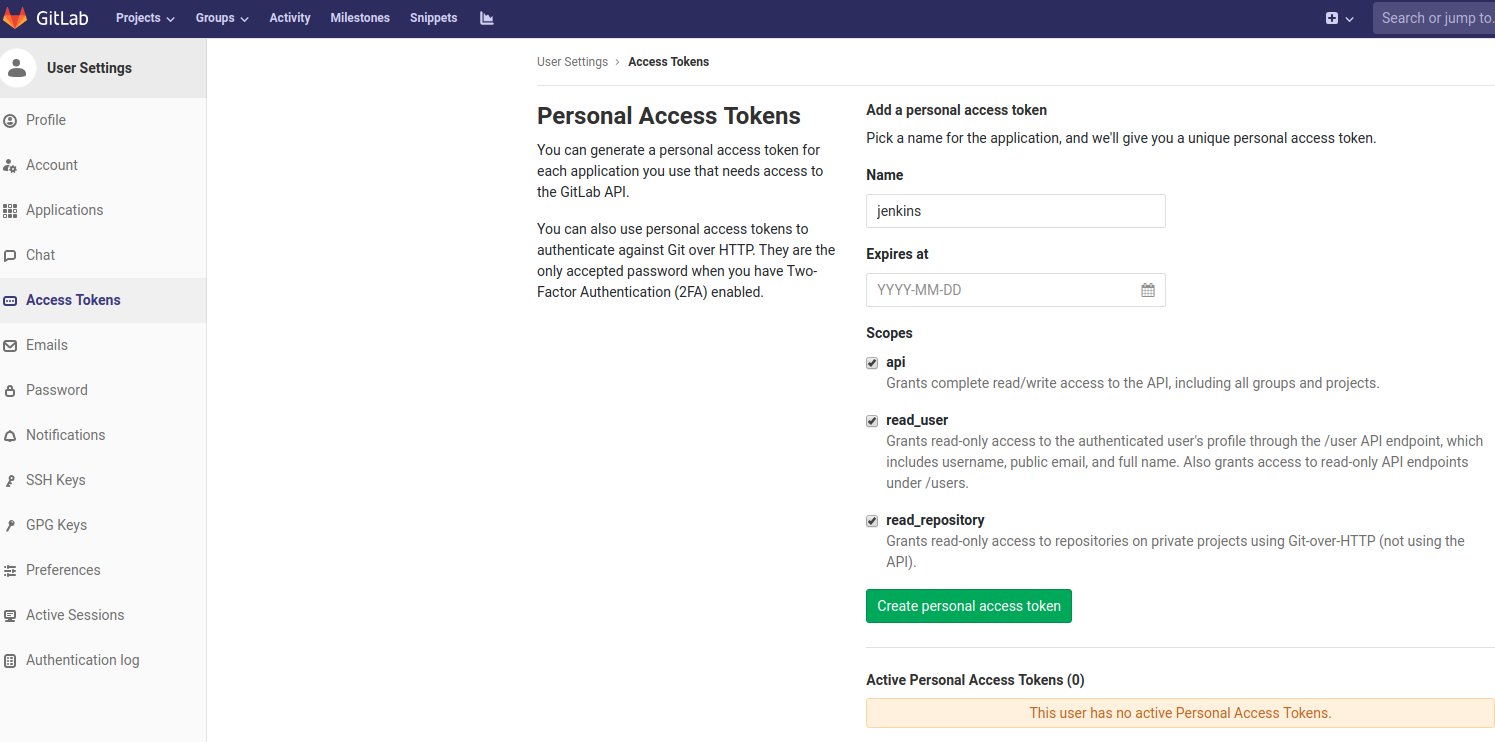 GitLab
Projects
Groups
Activity
Milestones
Snippets
Search or jump to...
User Settings
Profile
Account
Applications
Chat
Access Tokens
Emails
Password
Notifications
SSH Keys
GPG Keys
Preferences
Active Sessions
Authentication log
User Settings › Access Tokens
Personal Access Tokens
You can generate a personal access token for
each application you use that needs access to
the GitLab API.
You can also use personal access tokens to
authenticate against Git over HTTP. They are the
only accepted password when you have Two-
Factor Authentication (2FA) enabled.
Add a personal access token
Pick a name for the application, and we'll give you a unique personal access token.
Name
jenkins
Expires at
YYYY-MM-DD
Scopes
api
Grants complete read/write access to the API, including all groups and projects.
read_user
Grants read-only access to the authenticated user's profile through the /user API endpoint, which
includes username, public email, and full name. Also grants access to read-only API endpoints
under /users.
read_repository
Grants read-only access to repositories on private projects using Git-over-HTTP (not using the
API).
Create personal access token
Active Personal Access Tokens (0)
This user has no active Personal Access Tokens.